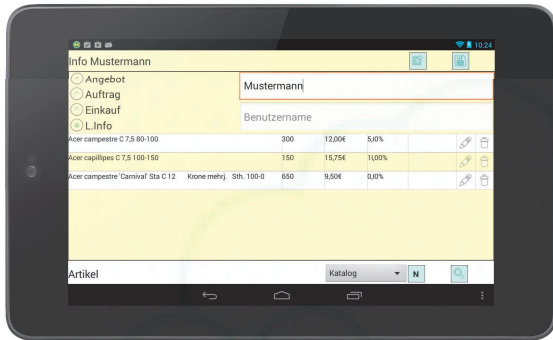 10:24
Info Mustermann
Angebot
Auftrag
Einkauf
L.Info
Mustermann
Benutzername
Acer campestre C 7,5 80-100 300 12,00€ 5,0%
Acer capillipes C 7,5 100-150 150 15,75€ 10,00%
Acer campestre 'Carnival' Sta C 12 Krone mehrj. Sth. 100-0 650 9,50€ 0,0%
Artikel Katalog N